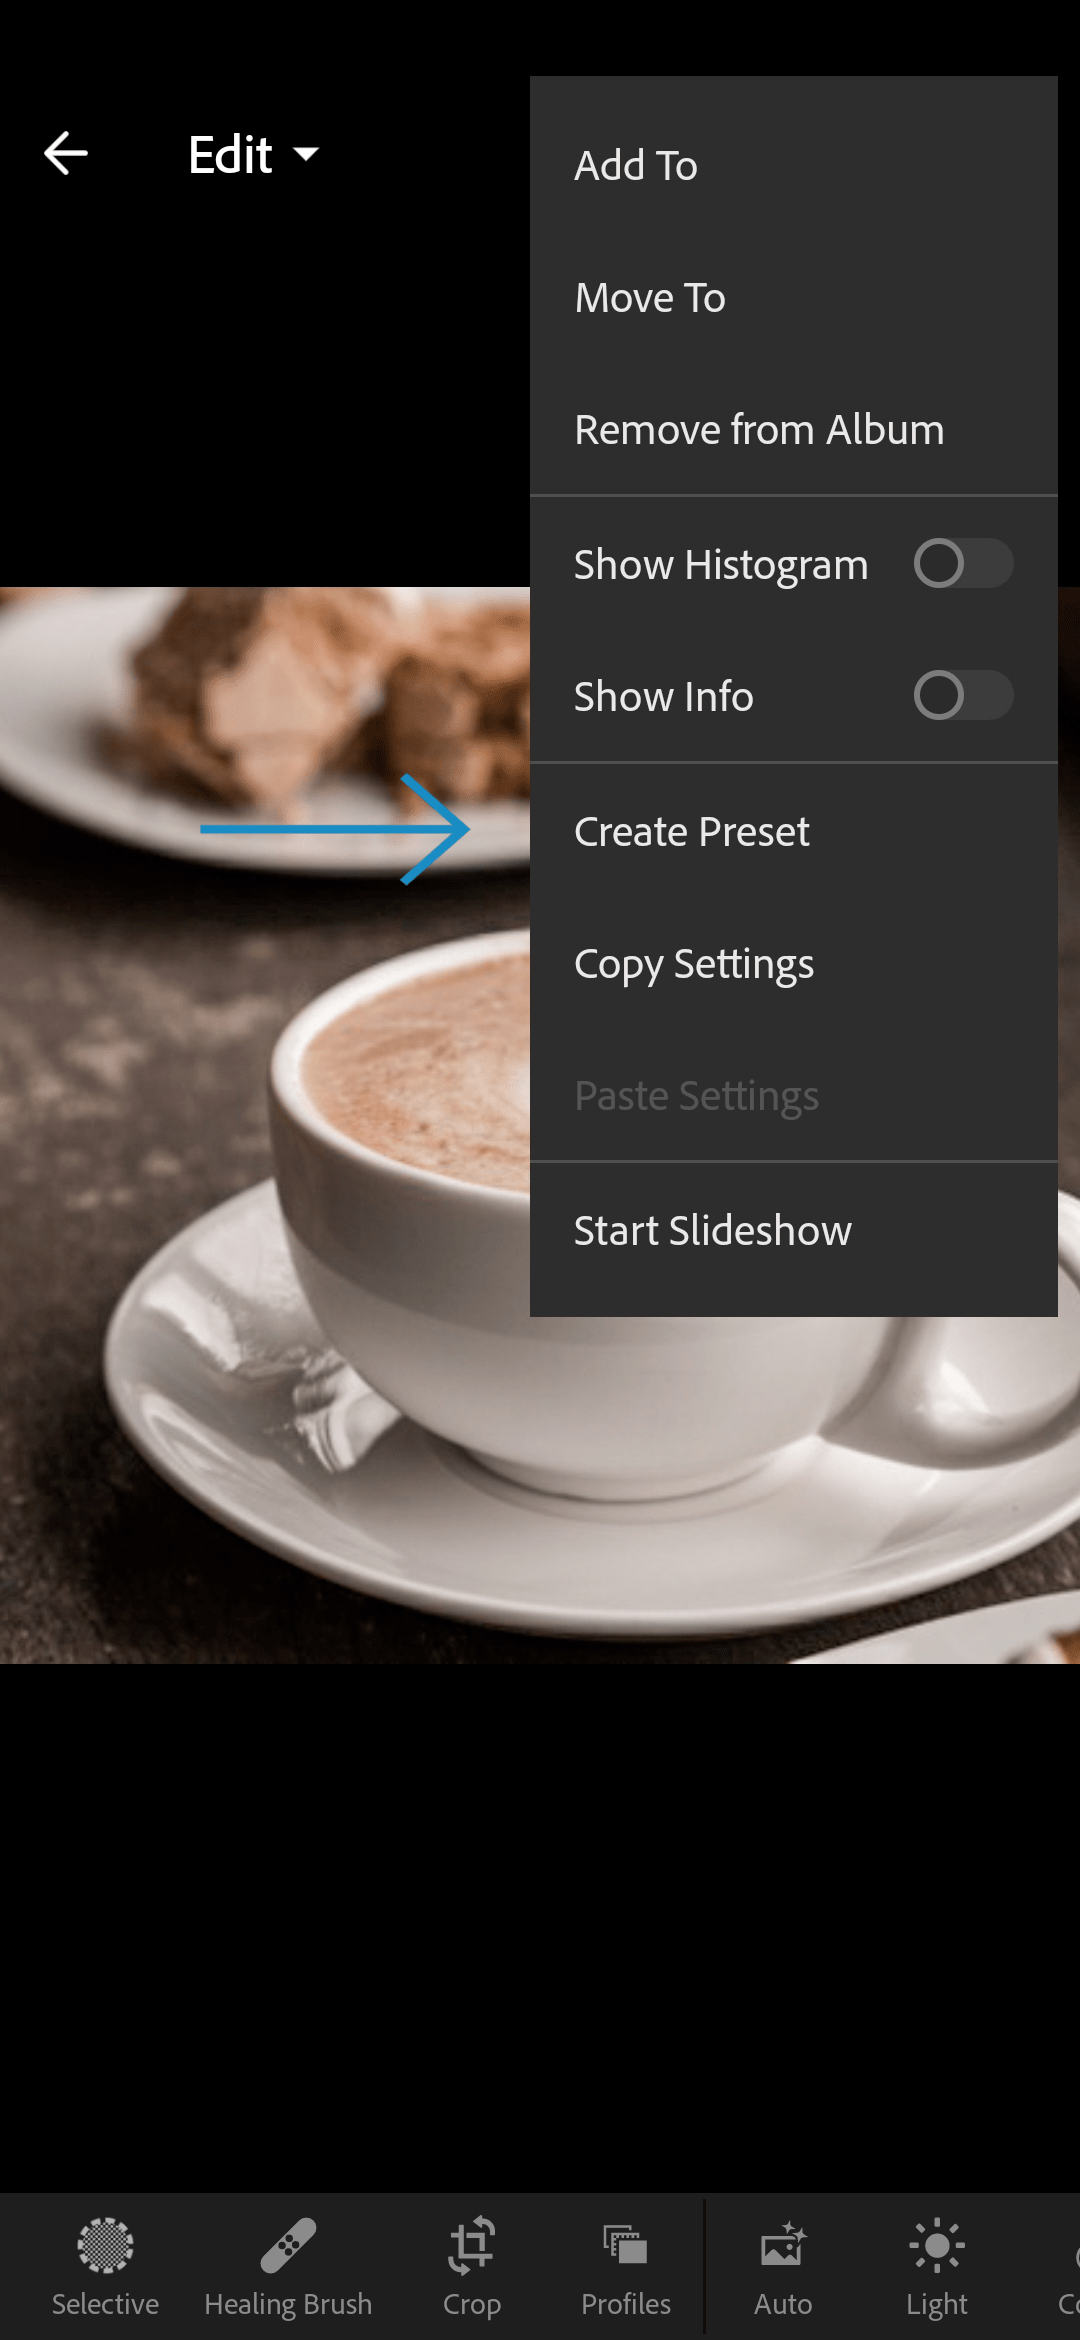 Edit
Add To
Move To
Remove from Album
Show Histogram
Show Info
Create Preset
Copy Settings
Paste Settings
Start Slideshow
Selective
Healing Brush
Crop
Profiles
Auto
Light